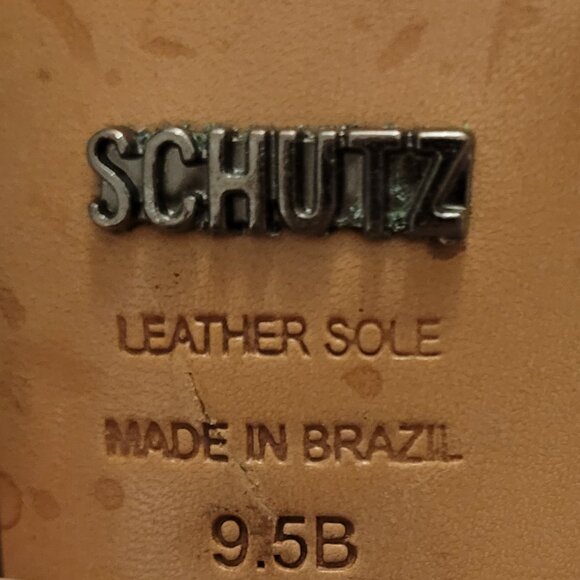 SCHUTZ
LEATHER SOLE
MADE IN BRAZIL
9.5B